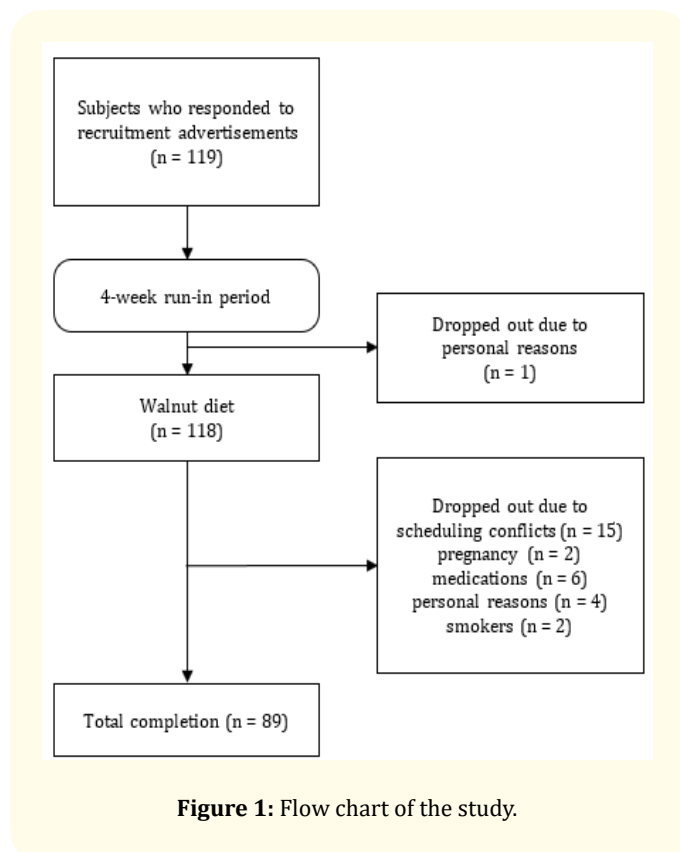 Subjects who responded to
recruitment advertisements
(n = 119)
4-week run-in period
Dropped out due to
personal reasons
(n = 1)
Walnut diet
(n = 118)
Dropped out due to
scheduling conflicts (n = 15)
pregnancy (n = 2)
medications (n = 6)
personal reasons (n = 4)
smokers (n = 2)
Total completion (n = 89)
Figure 1: Flow chart of the study.